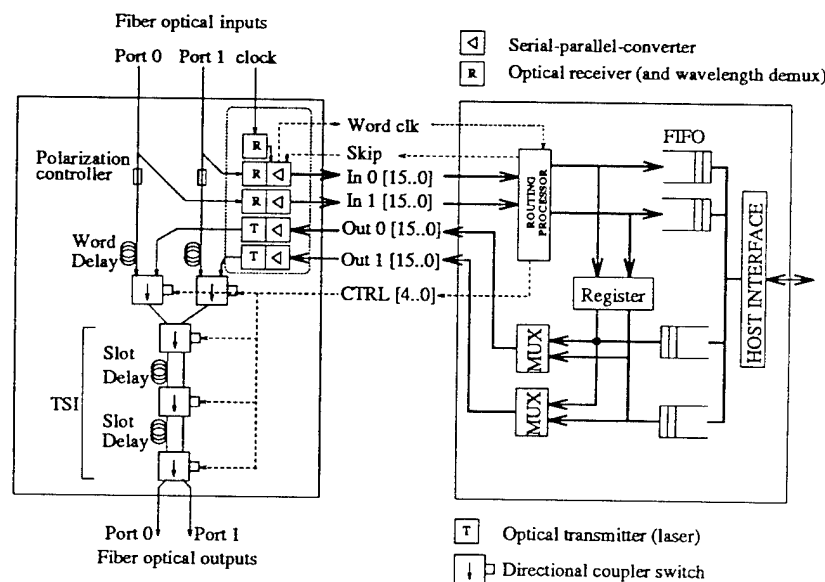 Fiber optical inputs
Port 0 Port 1 clock
Serial-parallel-converter
R Optical receiver (and wavelength demux)
Word clk
FIFO
R
Skip
Polarization
controller
R
In 0 [15..0]
R
In 1 [15..0]
ROUTING
PROCESSOR
T
Out 0 [15..0]
Word
Delay
T
Out 1 [15..0]
HOST INTERFACE
CTRL [4..0]
Register
Slot
Delay
MUX
TSI
Slot
Delay
MUX
Port 0 Port 1
Fiber optical outputs
T Optical transmitter (laser)
Directional coupler switch